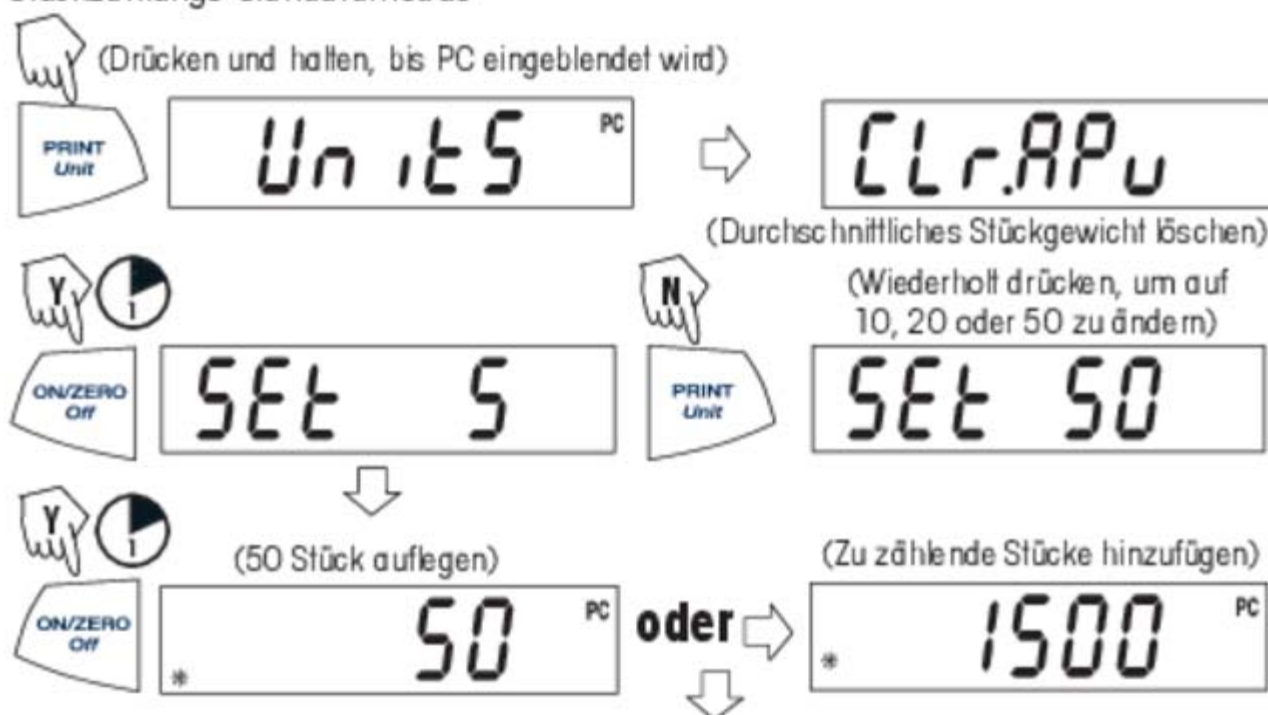 (Drücken und halten, bis PC eingeblendet wird)
PRINT
Unit
UnitS PC
CLr.APu
(Durchschnittliches Stückgewicht löschen)
Y
1
N
(Wiederholt drücken, um auf
10, 20 oder 50 zu ändern)
ON/ZERO
Off
SEt 5
PRINT
Unit
SEt 50
Y
1
(50 Stück auflegen)
(Zu zählende Stücke hinzufügen)
ON/ZERO
Off
* 50 PC
oder
* 1500 PC